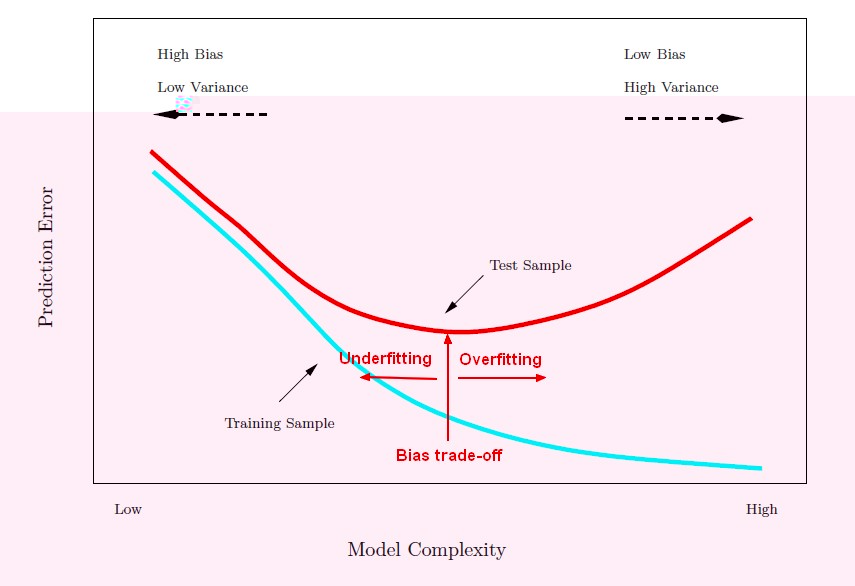 High Bias
Low Variance
Low Bias
High Variance
Prediction Error
Test Sample
Underfitting
Overfitting
Training Sample
Bias trade-off
Low
High
Model Complexity